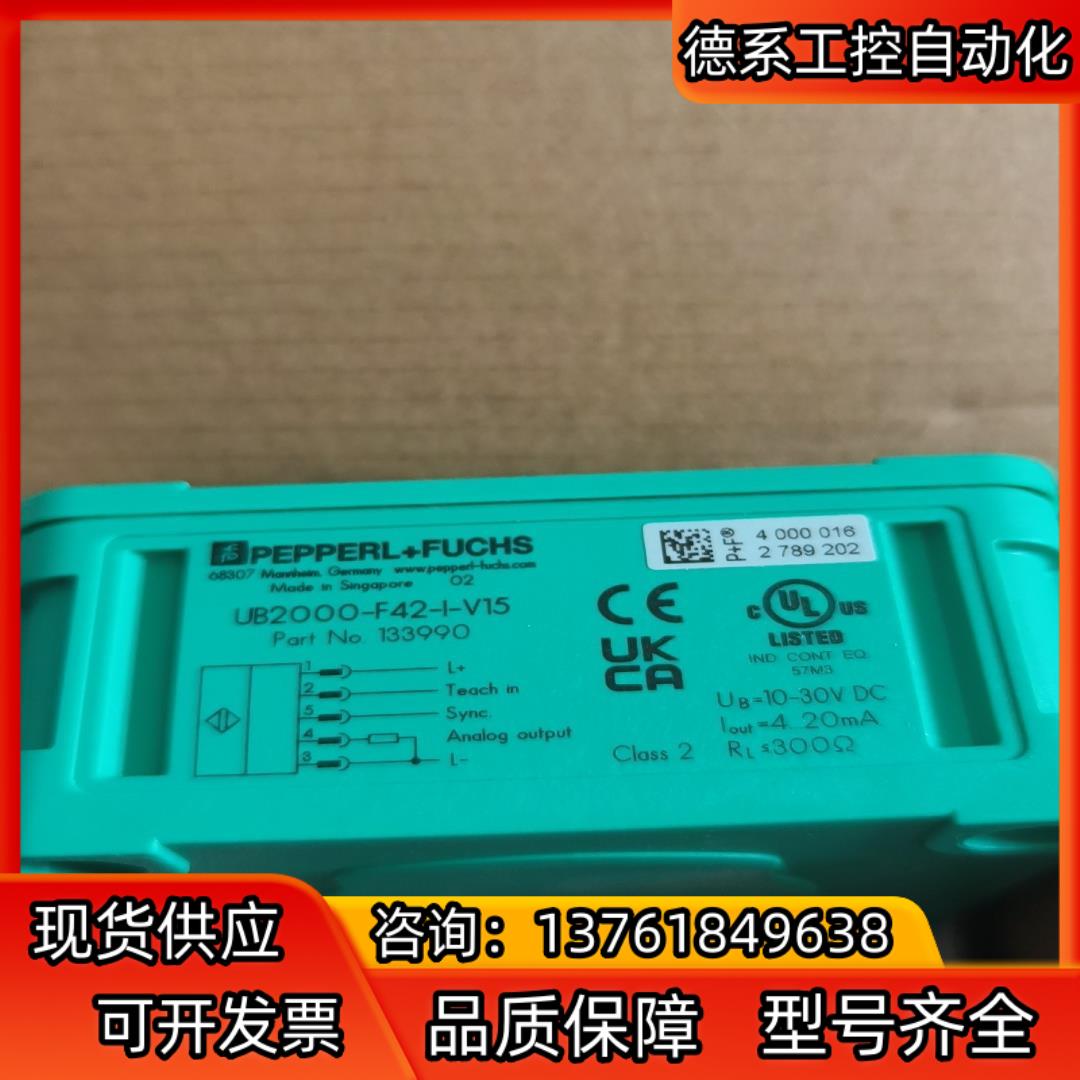 德系工控自动化
PEPPERL+FUCHS
68307 Mannheim, Germany www.pepperl-fuchs.com
Made in Singapore 02
UB2000-F42-I-V15
Part No. 133990
1 L+
2 Teach in
5 Sync.
4 Analog output
3 L-
P+F®
4 000 016
2 789 202
CE
UK
CA
C UL US
LISTED
IND CONT EQ
57M3
UB=10-30V DC
Iout=4...20mA
Class 2 RL≤300Ω
现货供应
咨询：13761849638
可开发票 品质保障 型号齐全